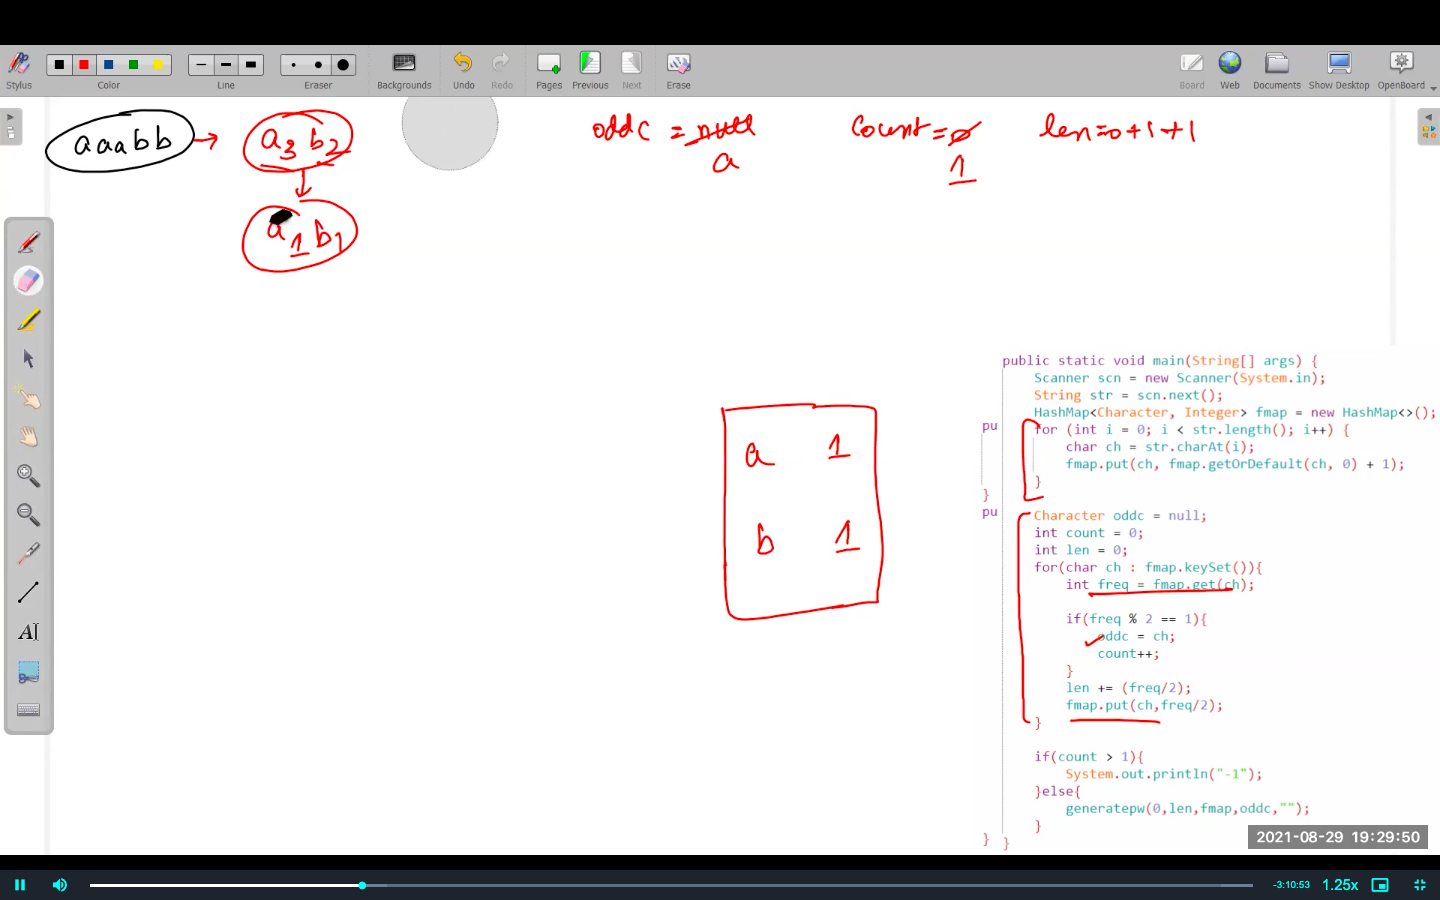 Stylus Color Line Eraser Backgrounds Undo Redo Pages Previous Next Erase Board Web Documents Show Desktop OpenBoard
aaabb → a3 b2
oddc = null
a
count = 0
1
len = 0+1+1
a1 b1
a 1
b 1
public static void main(String[] args) {
Scanner scn = new Scanner(System.in);
String str = scn.next();
HashMap<Character, Integer> fmap = new HashMap<>();
pu for (int i = 0; i < str.length(); i++) {
char ch = str.charAt(i);
fmap.put(ch, fmap.getOrDefault(ch, 0) + 1);
}
}
pu Character oddc = null;
int count = 0;
int len = 0;
for(char ch : fmap.keySet()){
int freq = fmap.get(ch);
if(freq % 2 == 1){
oddc = ch;
count++;
}
len += (freq/2);
fmap.put(ch,freq/2);
}
if(count > 1){
System.out.println("-1");
}else{
generatepw(0,len,fmap,oddc,"");
}
} }
2021-08-29 19:29:50
-3:10:53 1.25x